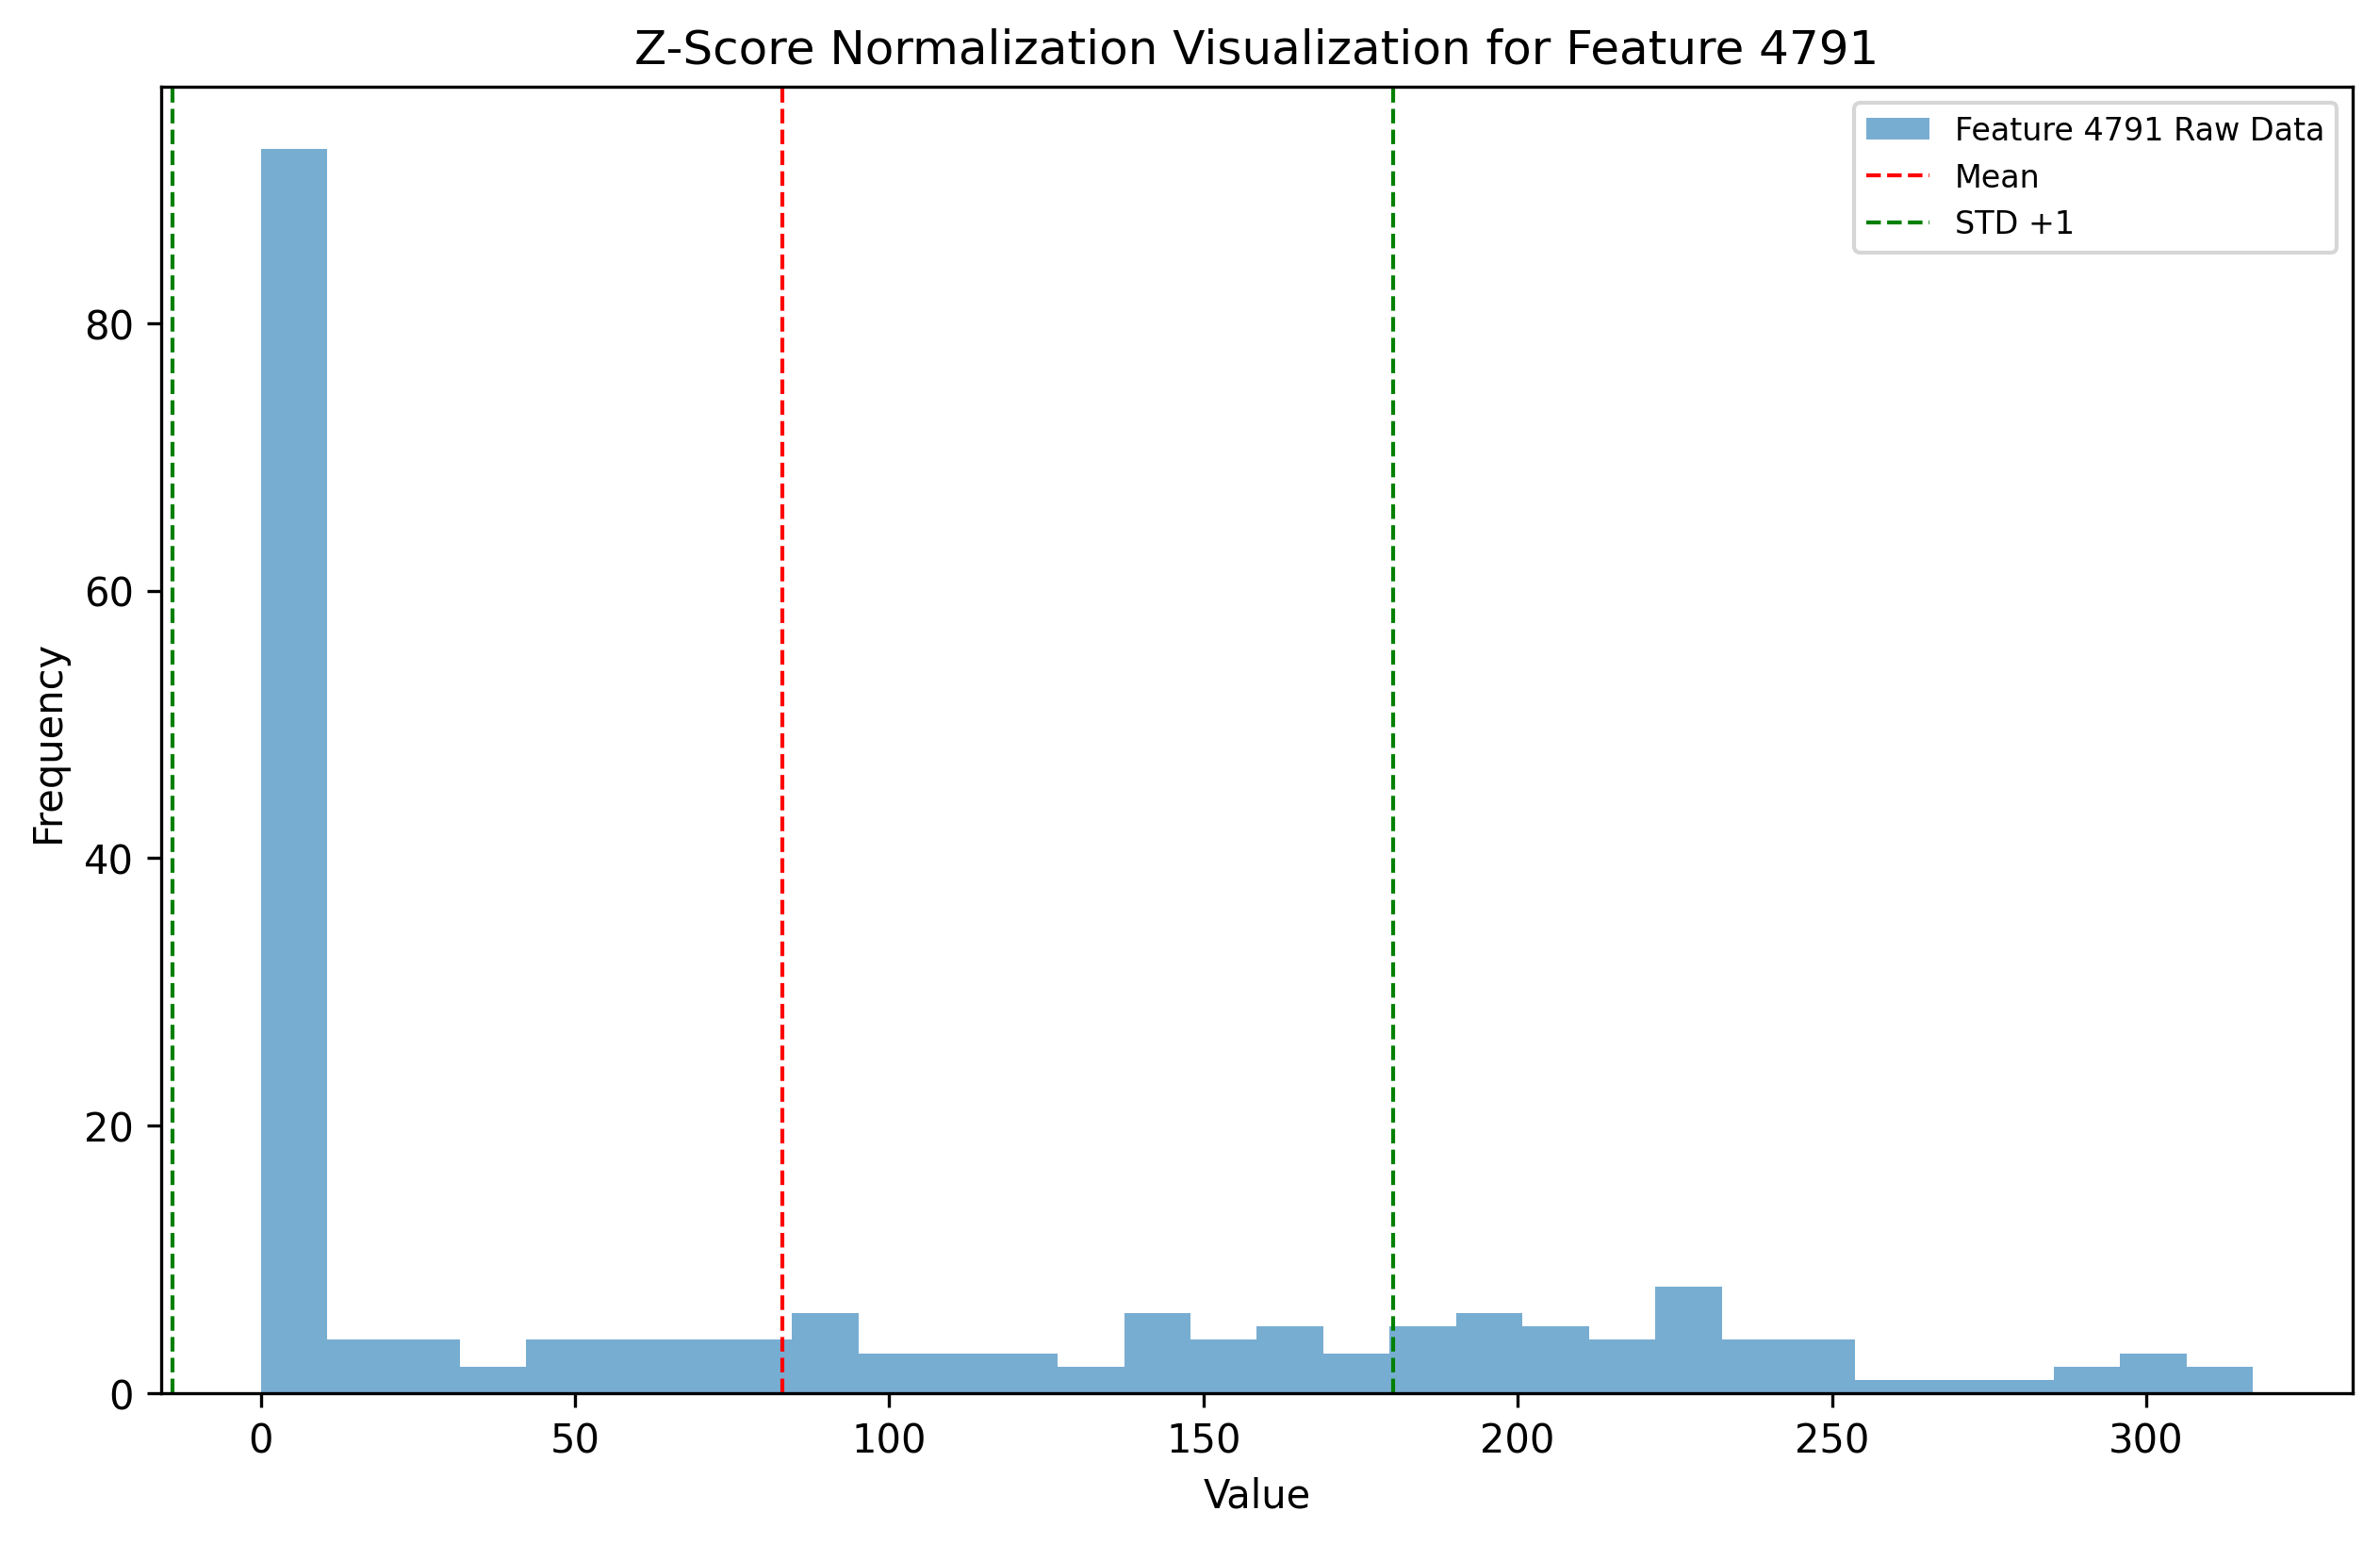 Z-Score Normalization Visualization for Feature 4791
Feature 4791 Raw Data
Mean
STD +1
Frequency
80
60
40
20
0
0 50 100 150 200 250 300
Value